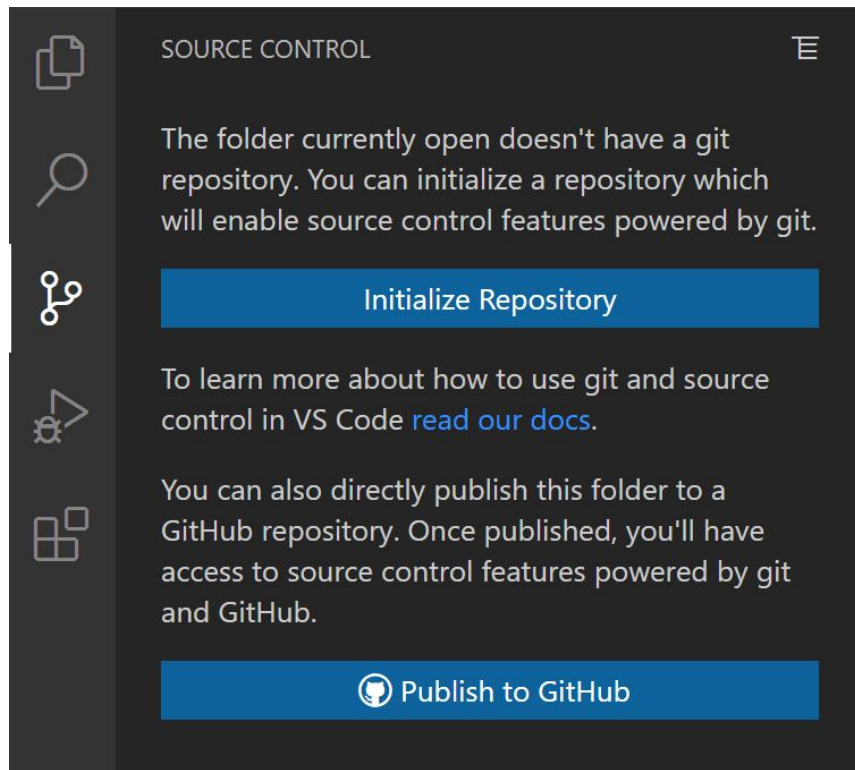 SOURCE CONTROL
The folder currently open doesn't have a git
repository. You can initialize a repository which
will enable source control features powered by git.
Initialize Repository
To learn more about how to use git and source
control in VS Code read our docs.
You can also directly publish this folder to a
GitHub repository. Once published, you'll have
access to source control features powered by git
and GitHub.
Publish to GitHub